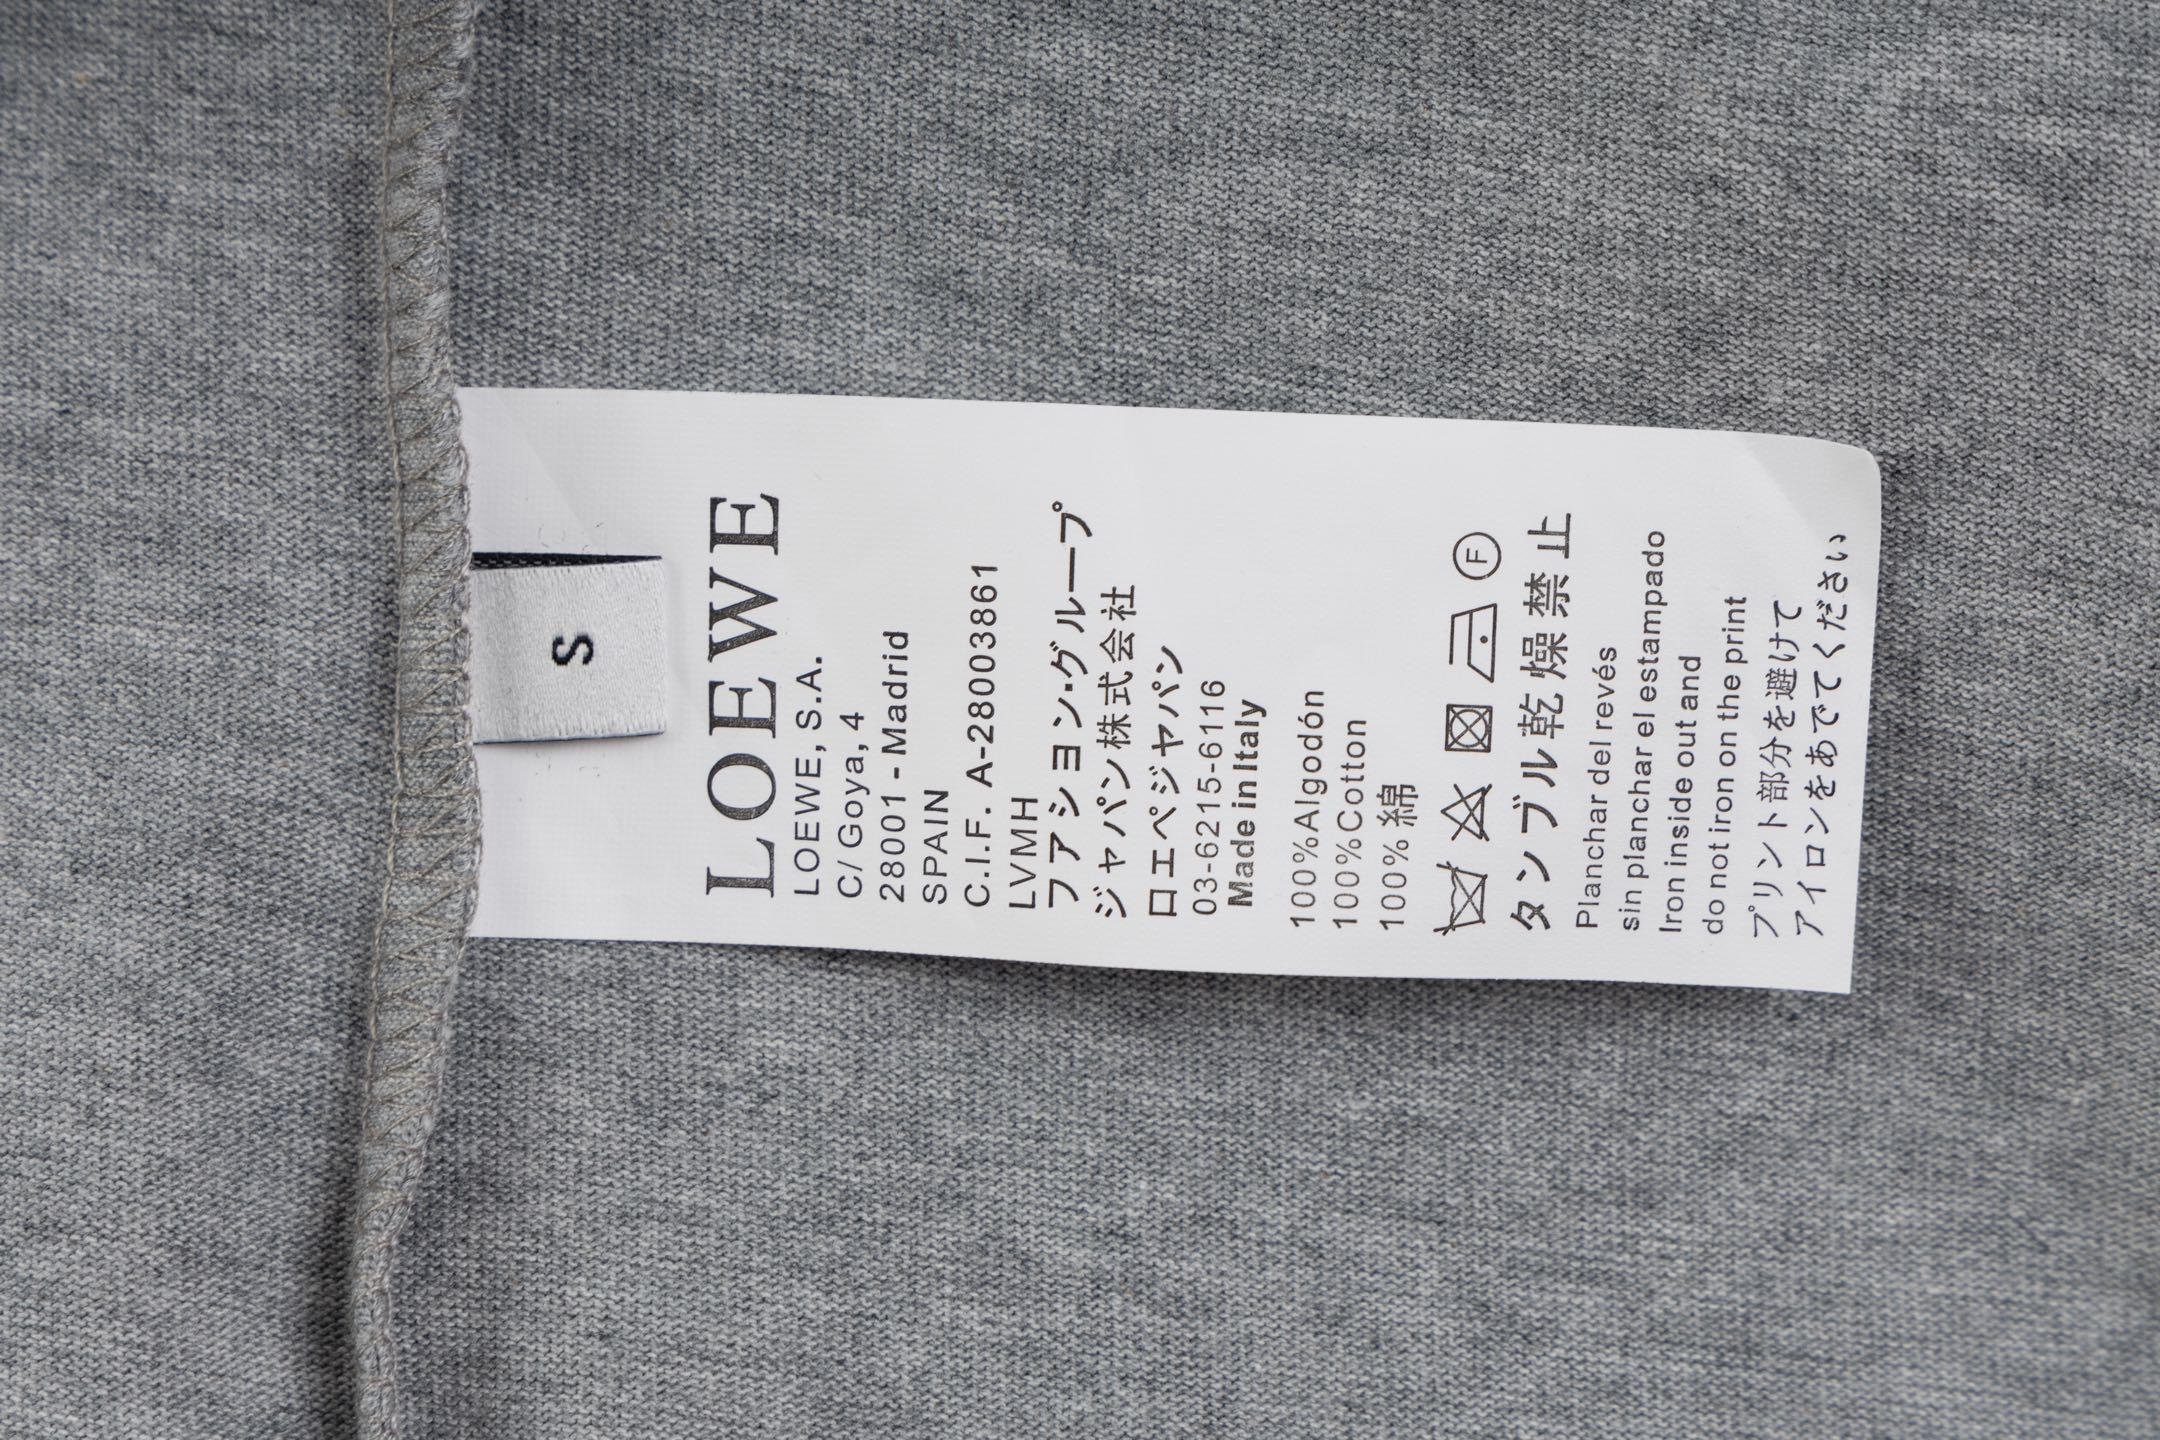 S
LOEWE
LOEWE, S.A.
C/Goya, 4
28001 - Madrid
SPAIN
C.I.F. A-28003861
LVMH
フアション・グループ
ジャパン株式会社
ロエペジャパン
03-6215-6116
Made in Italy
100%Algodón
100%Cotton
100%綿
F
タンブル乾燥禁止
Planchar del revés
sin planchar el estampado
Iron inside out and
do not iron on the print
プリント部分を避けて
アイロンをあでてください